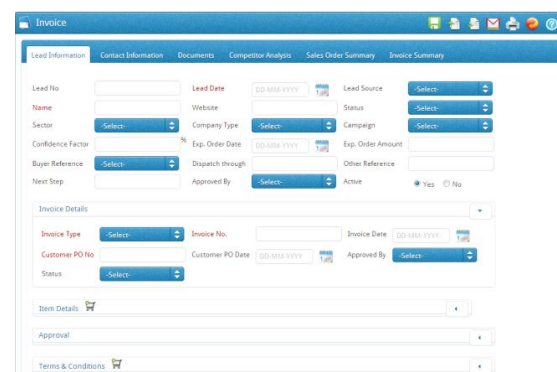 Invoice
Lead Information Contact Information Documents Competitor Analysis Sales Order Summary Invoice Summary
Lead No Lead Date DD-MM-YYYY Lead Source -Select-
Name Website Status -Select-
Sector -Select- Company Type -Select- Campaign -Select-
Confidence Factor % Exp. Order Date DD-MM-YYYY Exp. Order Amount
Buyer Reference -Select- Dispatch through Other Reference
Next Step Approved By -Select- Active Yes No
Invoice Details
Invoice Type -Select- Invoice No. Invoice Date DD-MM-YYYY
Customer PO No Customer PO Date DD-MM-YYYY Approved By -Select-
Status -Select-
Item Details
Approval
Terms & Conditions